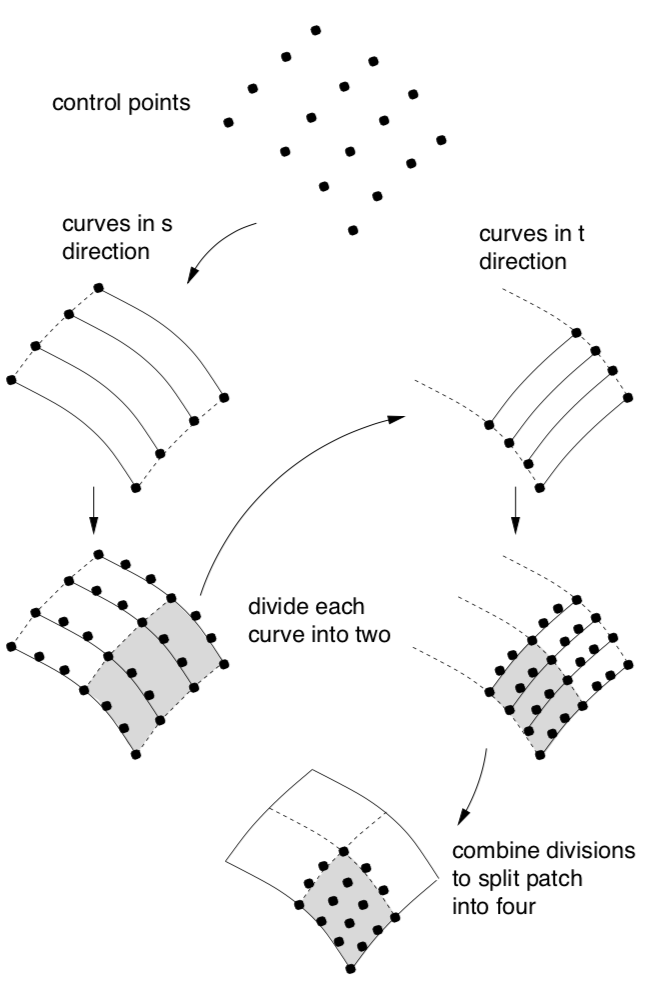 control points
curves in s
direction
curves in t
direction
divide each
curve into two
combine divisions
to split patch
into four